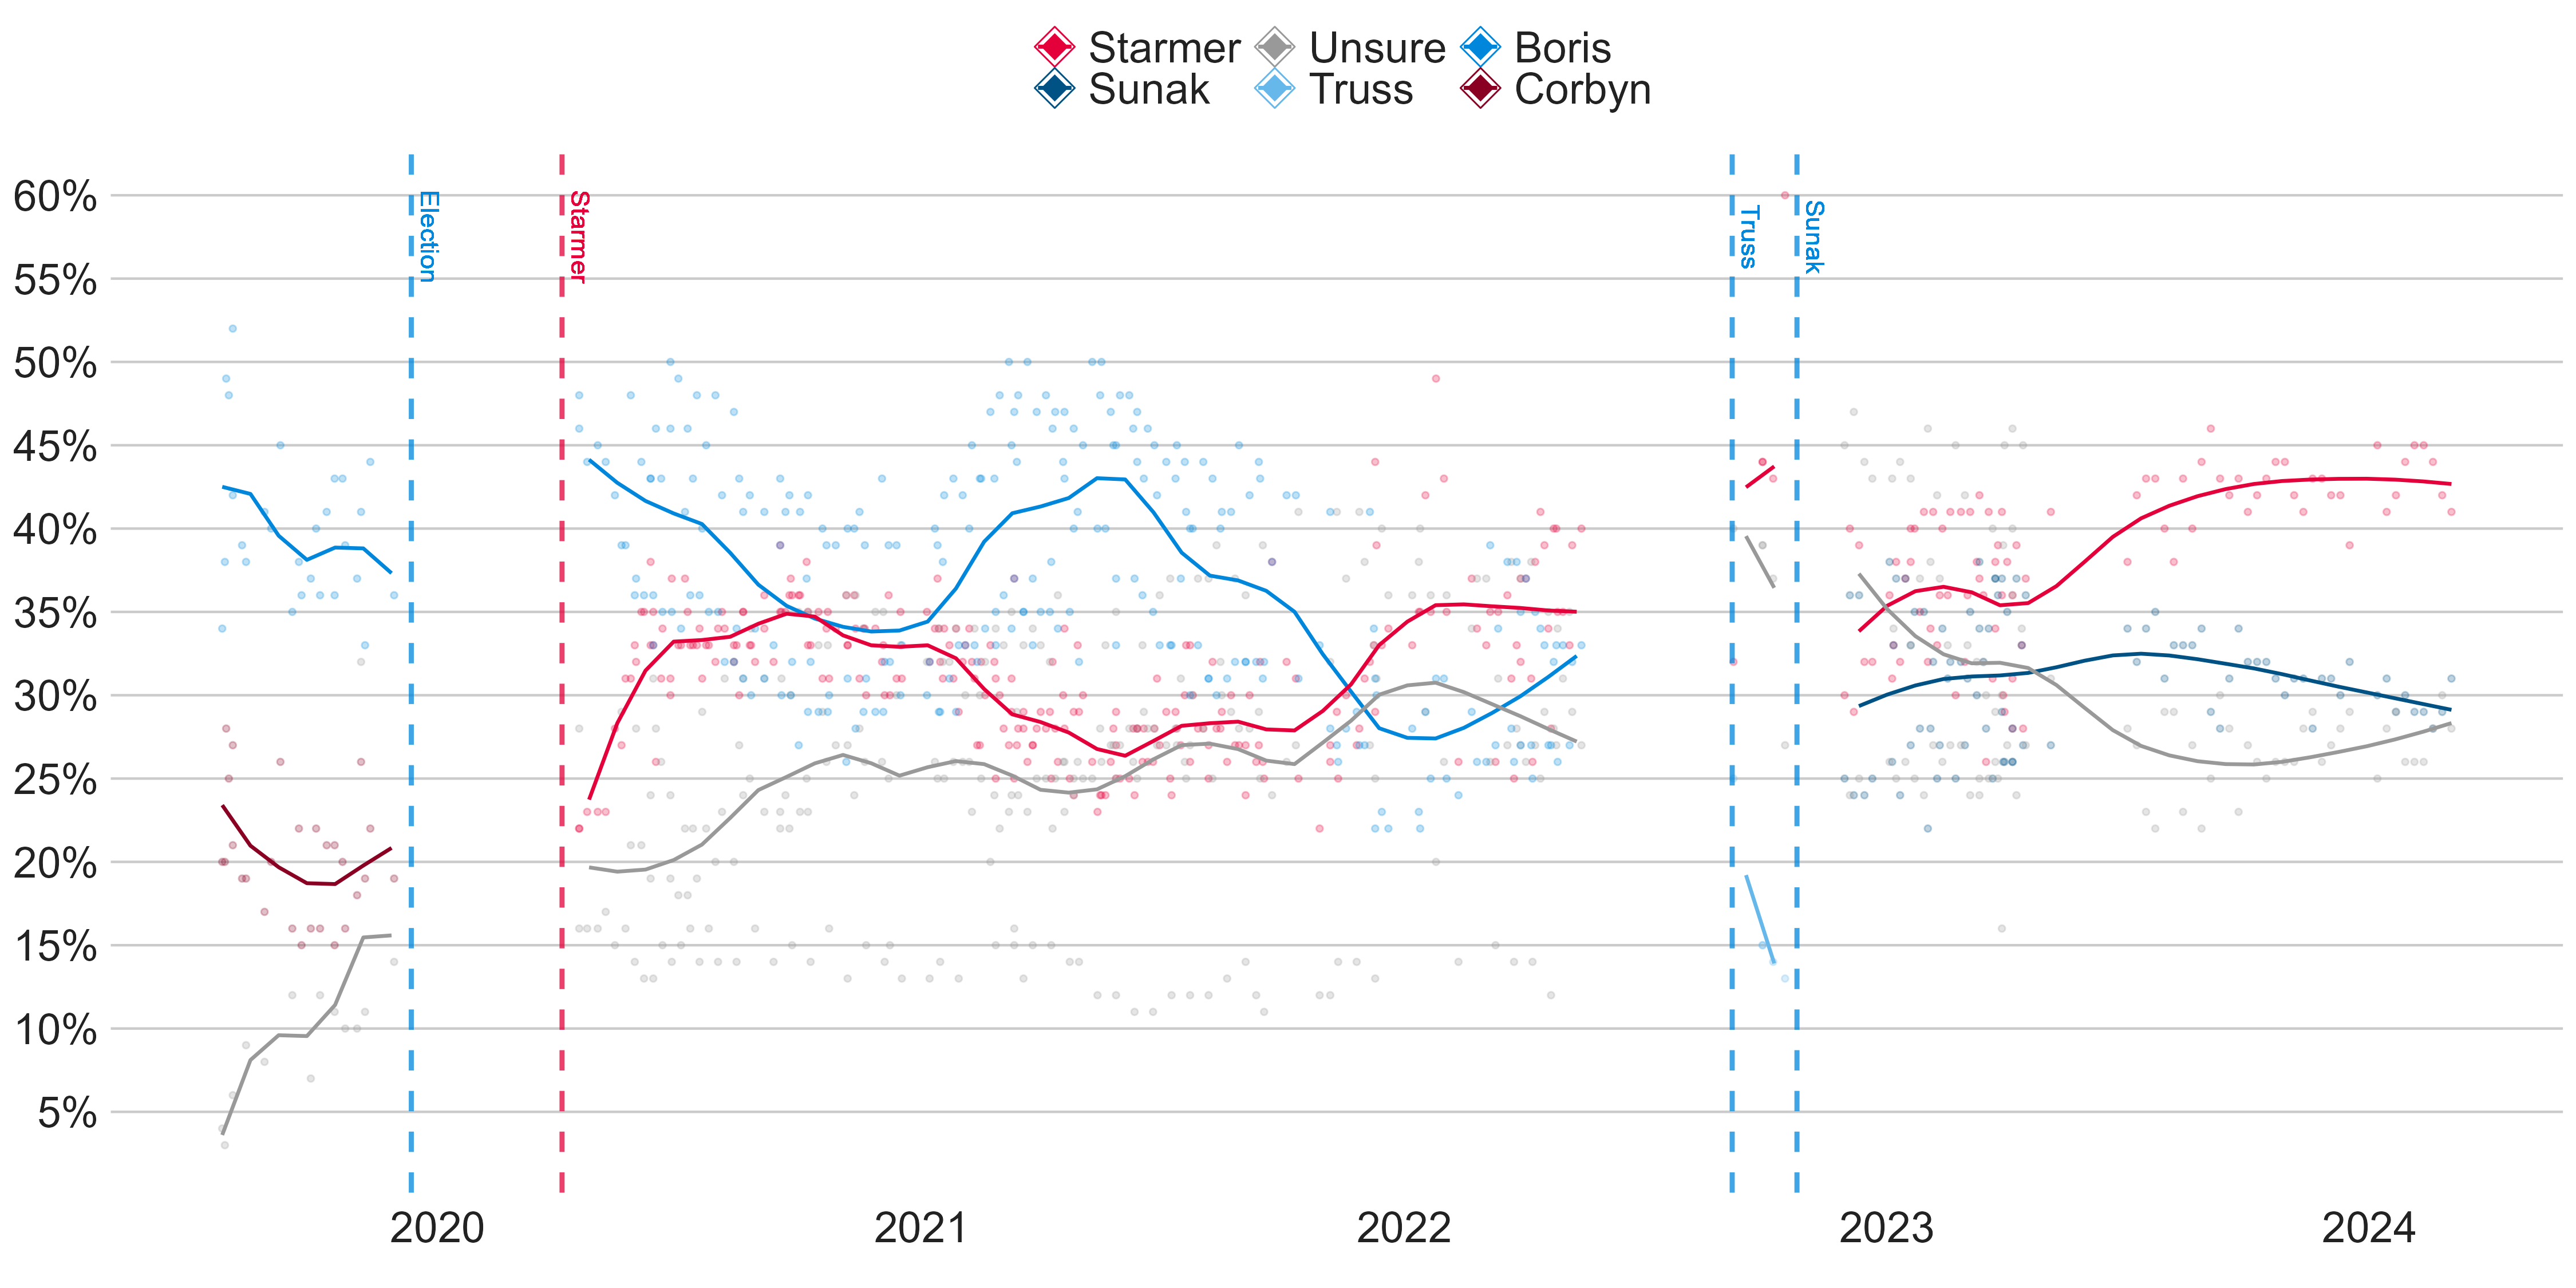 Starmer Unsure Boris
Sunak Truss Corbyn
60%
55%
50%
45%
40%
35%
30%
25%
20%
15%
10%
5%
Election
Starmer
Truss
Sunak
2020 2021 2022 2023 2024